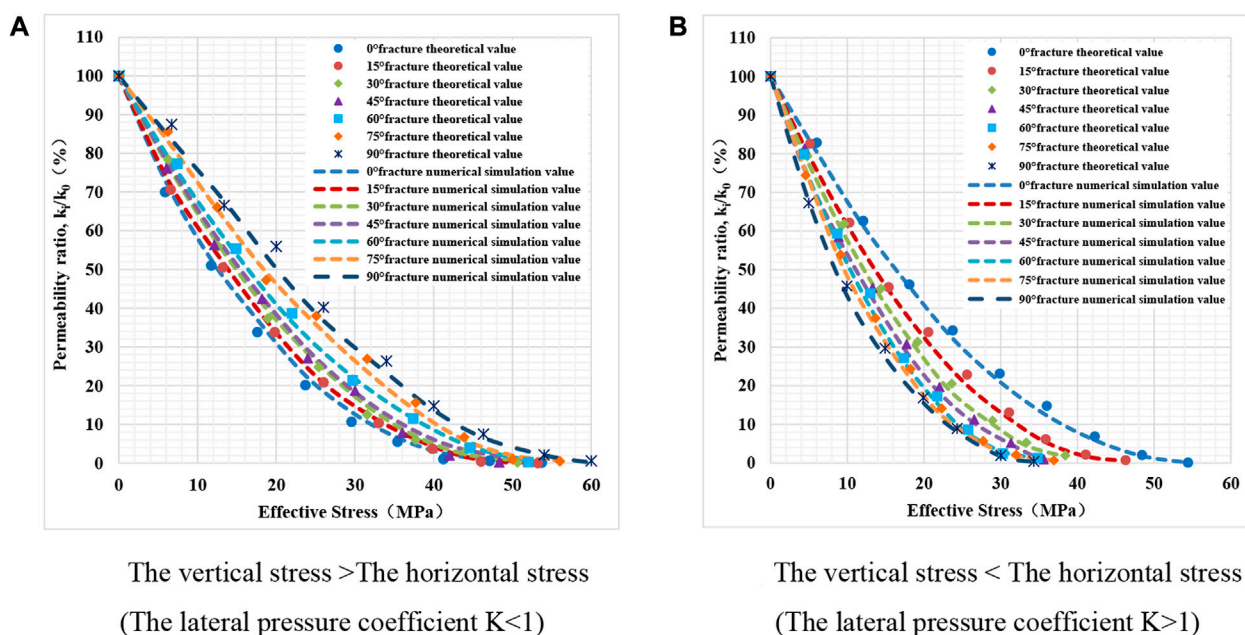 A
110
100
90
80
70
60
50
40
30
20
10
0
Permeability ratio, ki/k0 (%)
0 10 20 30 40 50 60
Effective Stress（MPa）
0°fracture theoretical value
15°fracture theoretical value
30°fracture theoretical value
45°fracture theoretical value
60°fracture theoretical value
75°fracture theoretical value
90°fracture theoretical value
0°fracture numerical simulation value
15°fracture numerical simulation value
30°fracture numerical simulation value
45°fracture numerical simulation value
60°fracture numerical simulation value
75°fracture numerical simulation value
90°fracture numerical simulation value
The vertical stress >The horizontal stress
(The lateral pressure coefficient K<1)
B
110
100
90
80
70
60
50
40
30
20
10
0
Permeability ratio, ki/k0 (%)
0 10 20 30 40 50 60
Effective Stress（MPa）
0°fracture theoretical value
15°fracture theoretical value
30°fracture theoretical value
45°fracture theoretical value
60°fracture theoretical value
75°fracture theoretical value
90°fracture theoretical value
0°fracture numerical simulation value
15°fracture numerical simulation value
30°fracture numerical simulation value
45°fracture numerical simulation value
60°fracture numerical simulation value
75°fracture numerical simulation value
90°fracture numerical simulation value
The vertical stress < The horizontal stress
(The lateral pressure coefficient K>1)